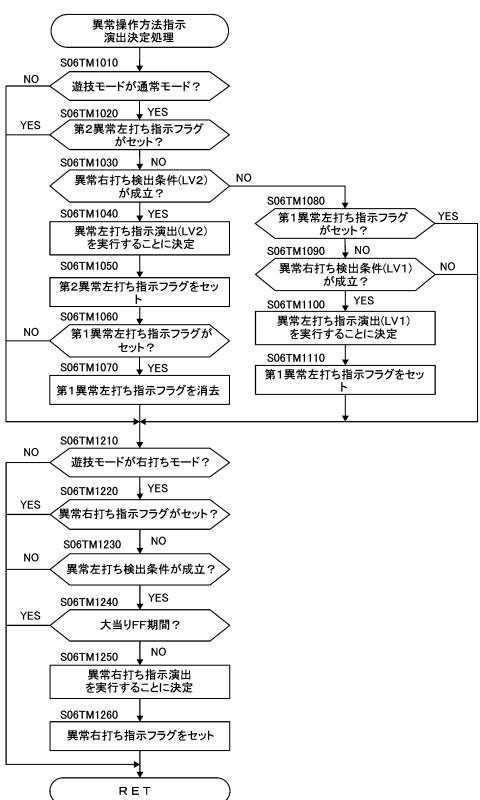 異常操作方法指示
演出決定処理
S06TM1010
NO
遊技モードが通常モード？
YES
S06TM1020
YES
第2異常左打ち指示フラグ
がセット？
NO
S06TM1030
NO
異常右打ち検出条件(LV2)
が成立？
YES
S06TM1040
異常左打ち指示演出(LV2)
を実行することに決定
S06TM1050
第2異常左打ち指示フラグをセッ
ト
S06TM1060
NO
第1異常左打ち指示フラグが
セット？
YES
S06TM1070
第1異常左打ち指示フラグを消去
S06TM1080
YES
第1異常左打ち指示フラグ
がセット？
NO
S06TM1090
NO
異常右打ち検出条件(LV1)
が成立？
YES
S06TM1100
異常左打ち指示演出(LV1)
を実行することに決定
S06TM1110
第1異常左打ち指示フラグをセッ
ト
S06TM1210
NO
遊技モードが右打ちモード？
YES
S06TM1220
YES
異常右打ち指示フラグがセット？
NO
S06TM1230
NO
異常左打ち検出条件が成立？
YES
S06TM1240
YES
大当りFF期間？
NO
S06TM1250
異常右打ち指示演出
を実行することに決定
S06TM1260
異常右打ち指示フラグをセット
RET